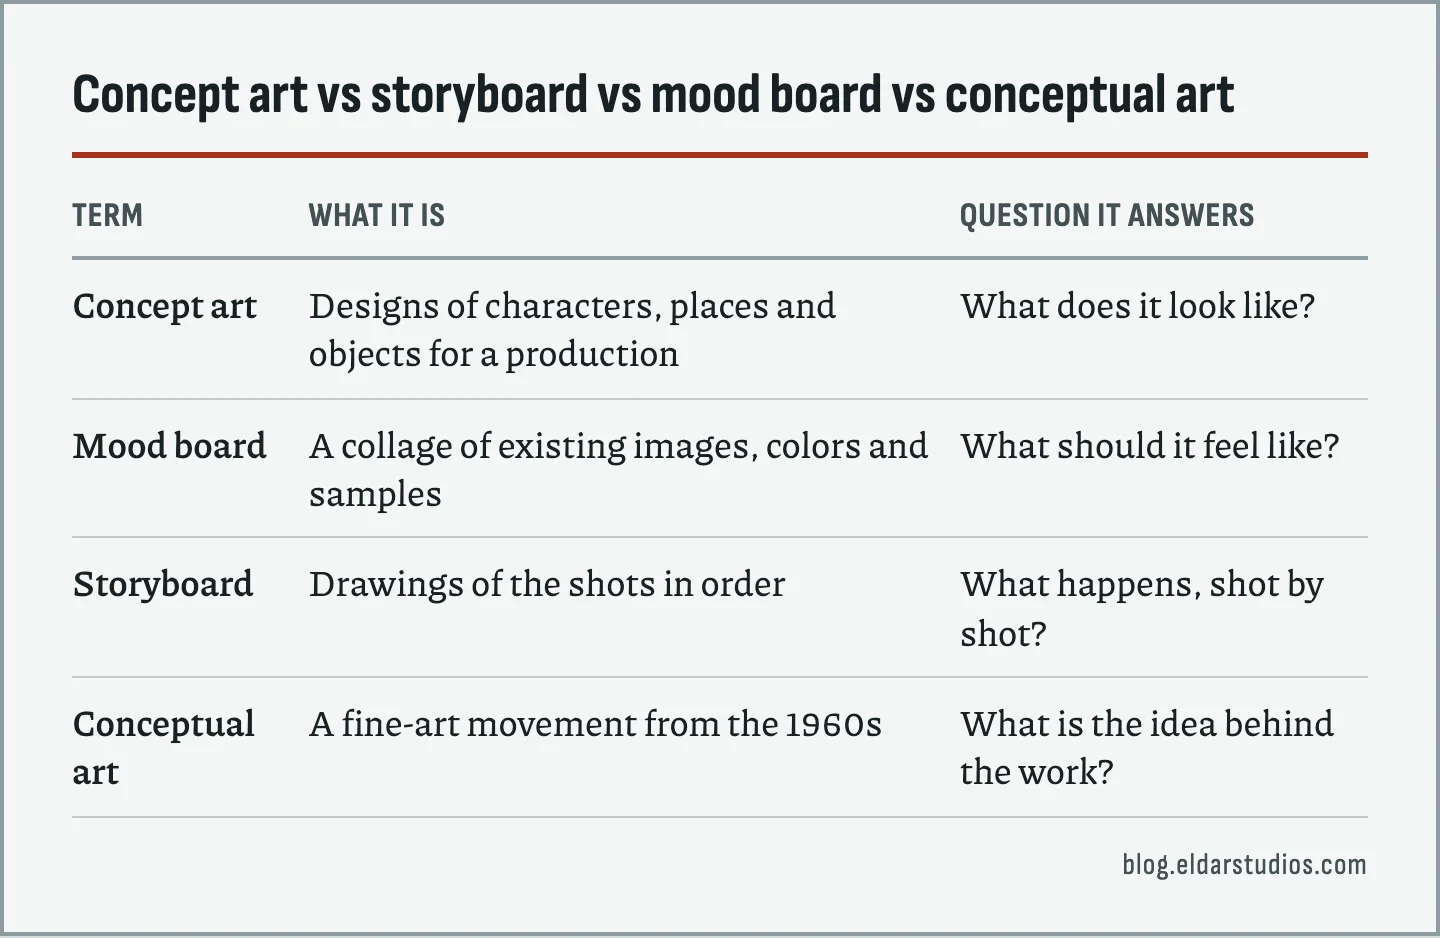 Concept art vs storyboard vs mood board vs conceptual art
TERM WHAT IT IS QUESTION IT ANSWERS
Concept art Designs of characters, places and What does it look like?
objects for a production
Mood board A collage of existing images, colors and What should it feel like?
samples
Storyboard Drawings of the shots in order What happens, shot by
shot?
Conceptual A fine-art movement from the 1960s What is the idea behind
art the work?
blog.eldarstudios.com